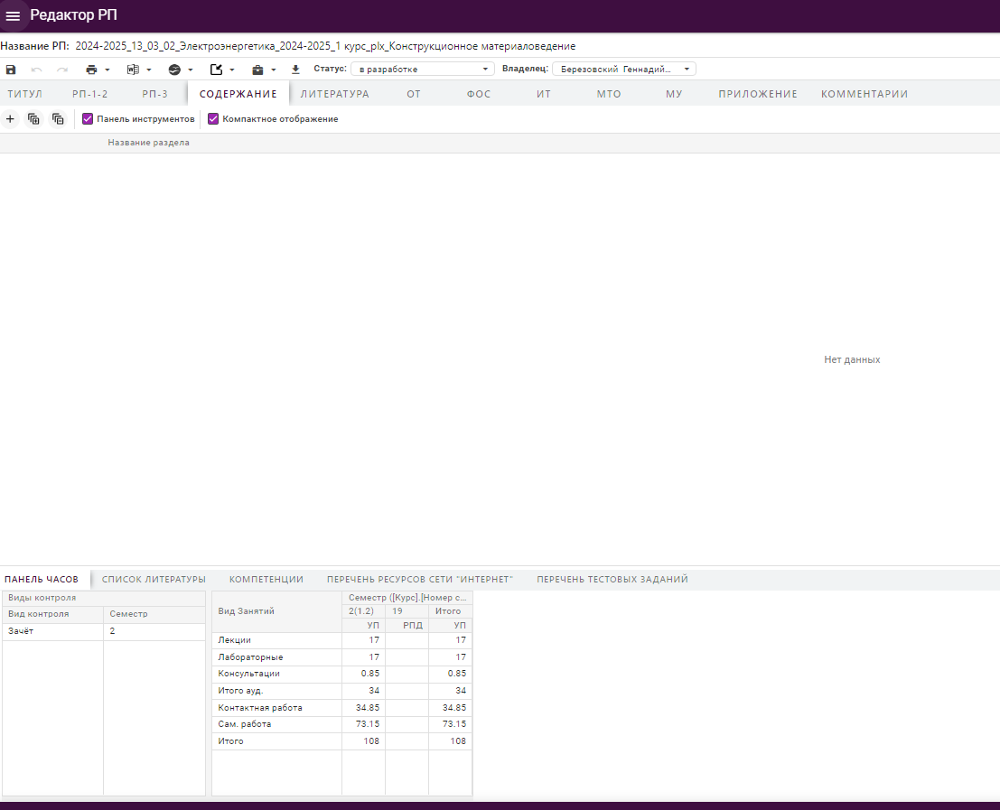 Редактор РП
Название РП: 2024-2025_13_03_02_Электроэнергетика_2024-2025_1 курс_plx_Конструкционное материаловедение
Статус: в разработке Владелец: Березовский Геннадий...
ТИТУЛ РП-1-2 РП-3 СОДЕРЖАНИЕ ЛИТЕРАТУРА ОТ ФОС ИТ МТО МУ ПРИЛОЖЕНИЕ КОММЕНТАРИИ
Панель инструментов Компактное отображение
Название раздела
Нет данных
ПАНЕЛЬ ЧАСОВ СПИСОК ЛИТЕРАТУРЫ КОМПЕТЕНЦИИ ПЕРЕЧЕНЬ РЕСУРСОВ СЕТИ "ИНТЕРНЕТ" ПЕРЕЧЕНЬ ТЕСТОВЫХ ЗАДАНИЙ
Виды контроля
Вид контроля Семестр
Зачёт 2
Вид Занятий Семестр ([Курс].[Номер с...
2(1.2) 19 Итого
УП РПД УП
Лекции 17 17
Лабораторные 17 17
Консультации 0.85 0.85
Итого ауд. 34 34
Контактная работа 34.85 34.85
Сам. работа 73.15 73.15
Итого 108 108